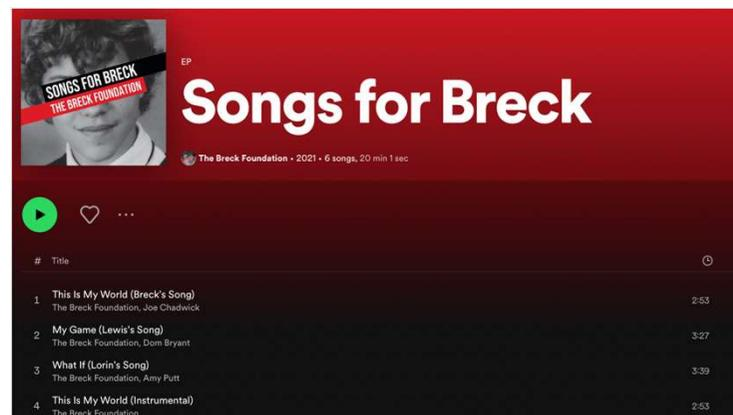 SONGS FOR BRECK
THE BRECK FOUNDATION
EP
Songs for Breck
The Breck Foundation • 2021 • 6 songs, 20 min 1 sec
# Title
1 This Is My World (Breck's Song) 2:53
The Breck Foundation, Joe Chadwick
2 My Game (Lewis's Song) 3:27
The Breck Foundation, Dom Bryant
3 What If (Lorin's Song) 3:39
The Breck Foundation, Amy Putt
4 This Is My World (Instrumental) 2:53
The Breck Foundation